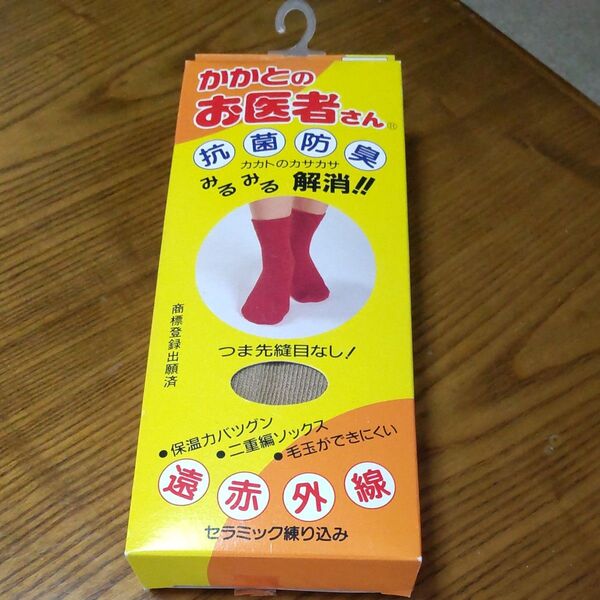 かかとの
お医者さん®
抗菌防臭
カカトのカサカサ
みるみる 解消!!
商標登録出願済
つま先縫目なし!
•保温力バツグン
•二重編ソックス
•毛玉ができにくい
遠赤外線
セラミック練り込み